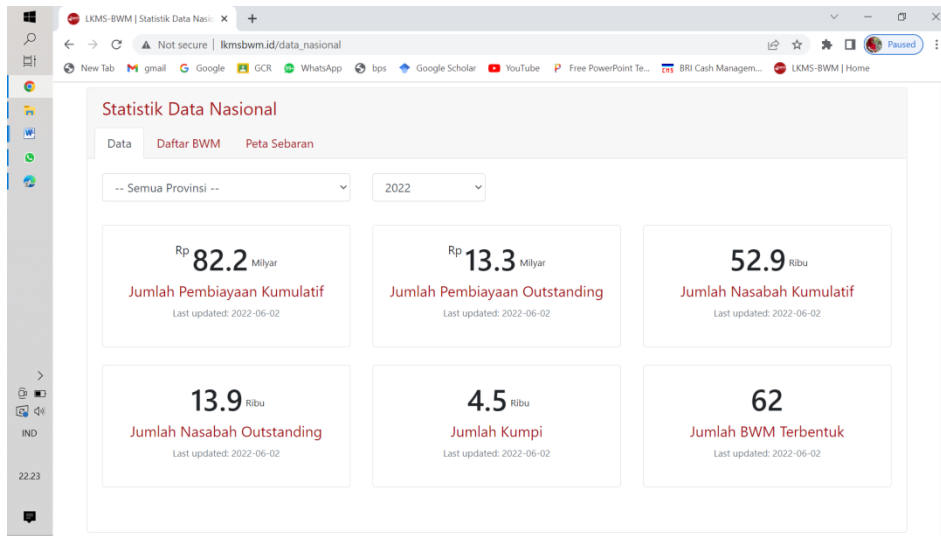 LKMS-BWM | Statistik Data Nasio
Not secure | lkmsbwm.id/data_nasional
Paused
New Tab gmail Google GCR WhatsApp bps Google Scholar YouTube Free PowerPoint Te... BRI Cash Managem... LKMS-BWM | Home
Statistik Data Nasional
Data Daftar BWM Peta Sebaran
-- Semua Provinsi -- 2022
Rp 82.2 Milyar
Jumlah Pembiayaan Kumulatif
Last updated: 2022-06-02
Rp 13.3 Milyar
Jumlah Pembiayaan Outstanding
Last updated: 2022-06-02
52.9 Ribu
Jumlah Nasabah Kumulatif
Last updated: 2022-06-02
13.9 Ribu
Jumlah Nasabah Outstanding
Last updated: 2022-06-02
4.5 Ribu
Jumlah Kumpi
Last updated: 2022-06-02
62
Jumlah BWM Terbentuk
Last updated: 2022-06-02
IND
22.23